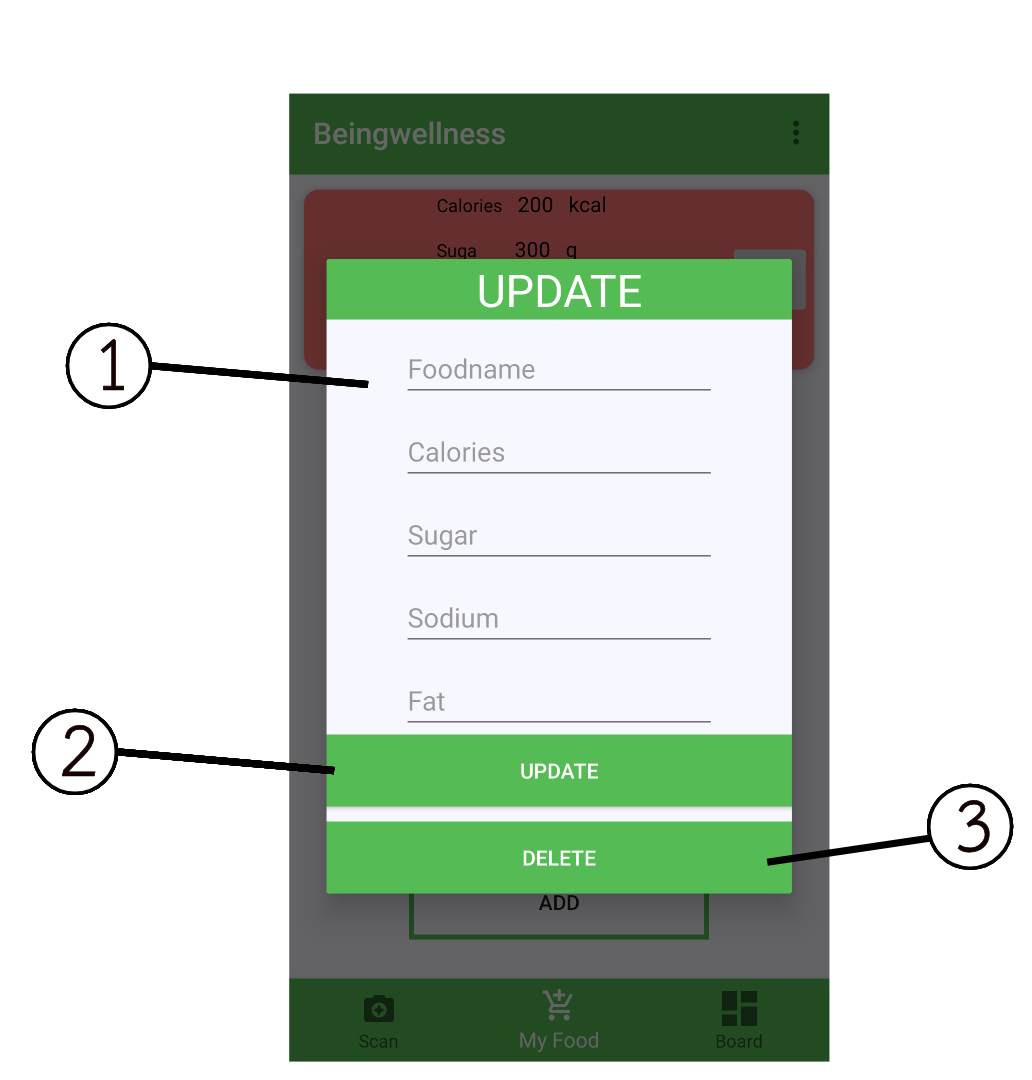 Beingwellness
Calories 200 kcal
Suga 300 g
UPDATE
1
Foodname
Calories
Sugar
Sodium
Fat
2
UPDATE
3
DELETE
ADD
Scan
My Food
Board